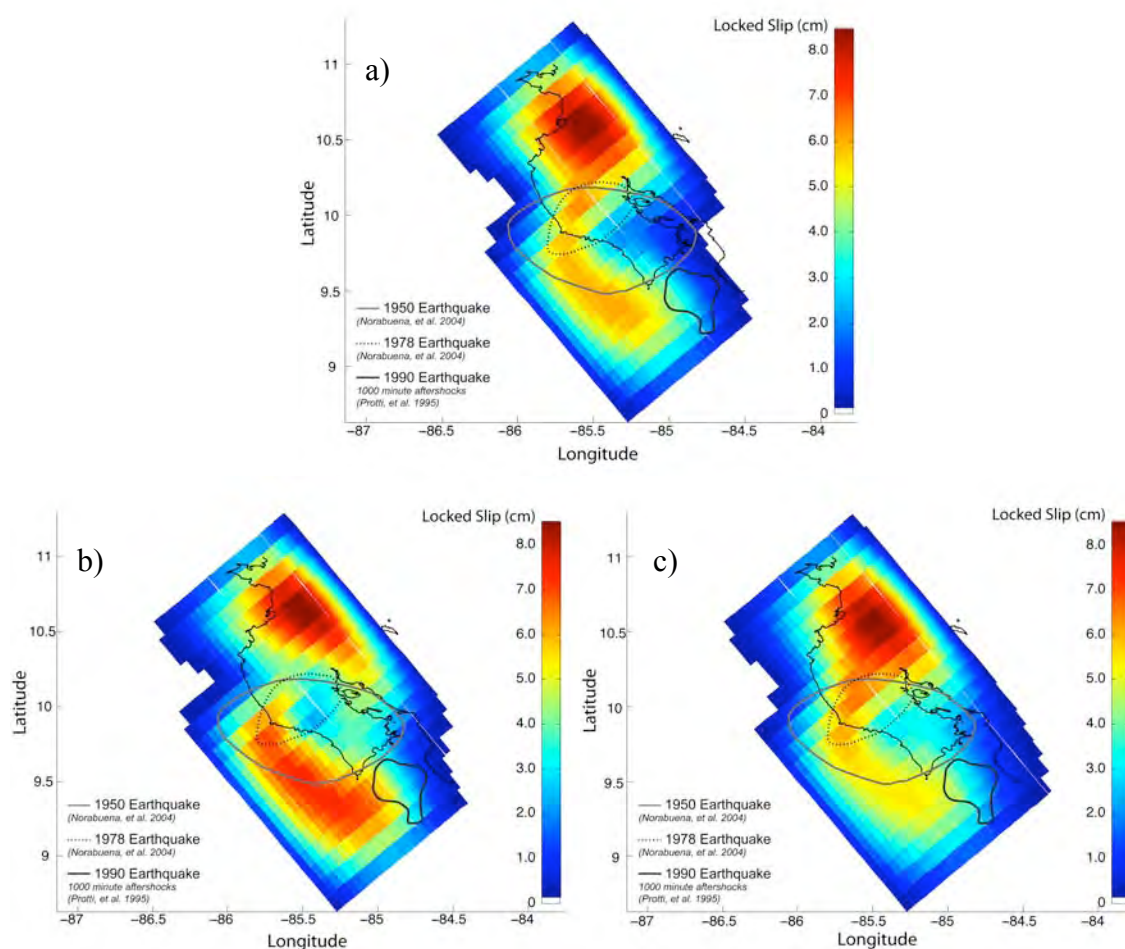 a)
Locked Slip (cm)
8.0
7.0
6.0
5.0
4.0
3.0
2.0
1.0
0
Latitude
11
10.5
10
9.5
9
1950 Earthquake
(Norabuena, et al. 2004)
1978 Earthquake
(Norabuena, et al. 2004)
1990 Earthquake
1000 minute aftershocks
(Protti, et al. 1995)
−87 −86.5 −86 −85.5 −85 −84.5 −84
Longitude
b)
Locked Slip (cm)
8.0
7.0
6.0
5.0
4.0
3.0
2.0
1.0
0
Latitude
11
10.5
10
9.5
9
1950 Earthquake
(Norabuena, et al. 2004)
1978 Earthquake
(Norabuena, et al. 2004)
1990 Earthquake
1000 minute aftershocks
(Protti, et al. 1995)
−87 −86.5 −86 −85.5 −85 −84.5 −84
Longitude
c)
Locked Slip (cm)
8.0
7.0
6.0
5.0
4.0
3.0
2.0
1.0
0
Latitude
11
10.5
10
9.5
9
1950 Earthquake
(Norabuena, et al. 2004)
1978 Earthquake
(Norabuena, et al. 2004)
1990 Earthquake
1000 minute aftershocks
(Protti, et al. 1995)
−87 −86.5 −86 −85.5 −85 −84.5 −84
Longitude